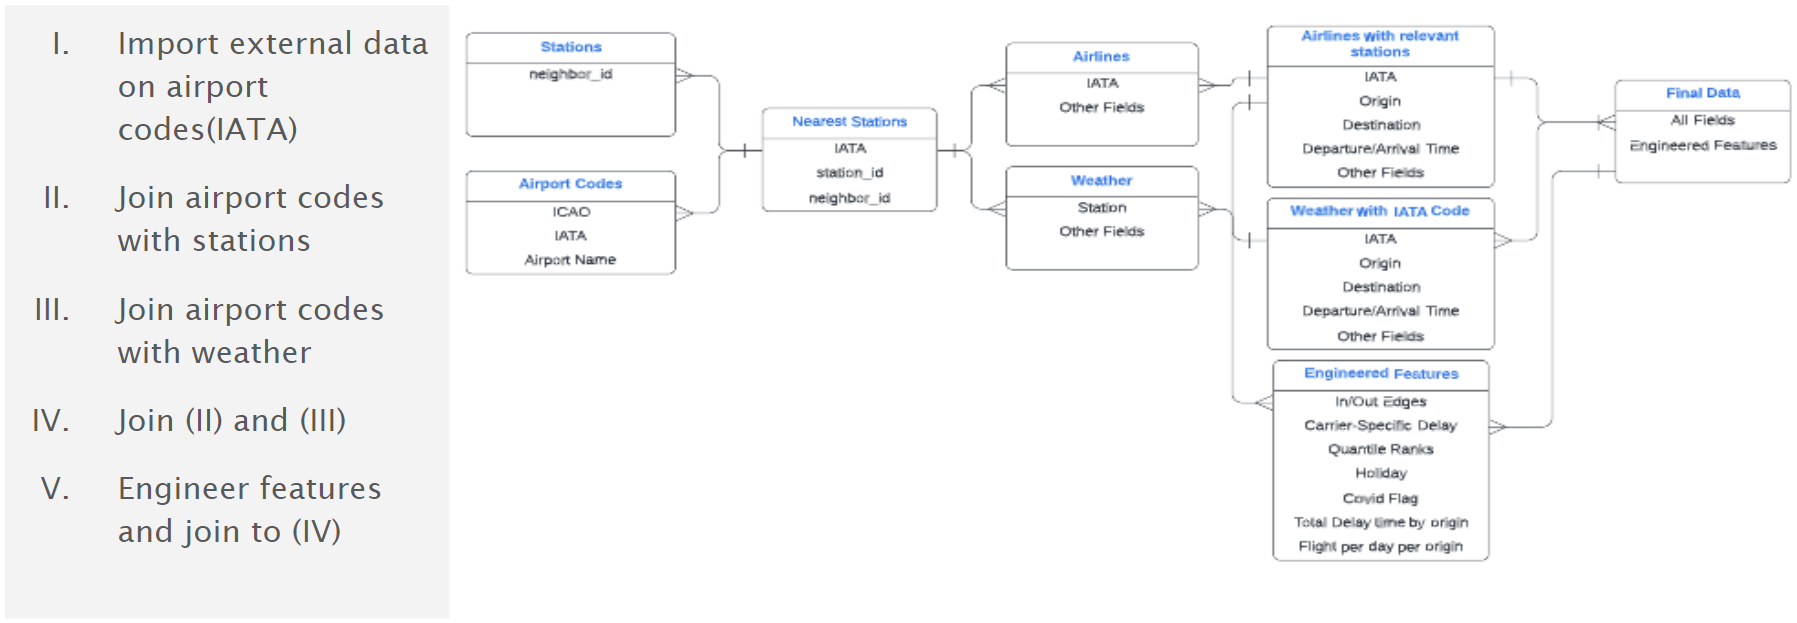 I. Import external data
on airport
codes(IATA)
II. Join airport codes
with stations
III. Join airport codes
with weather
IV. Join (II) and (III)
V. Engineer features
and join to (IV)
Stations
neighbor_id
Airport Codes
ICAO
IATA
Airport Name
Nearest Stations
IATA
station_id
neighbor_id
Airlines
IATA
Other Fields
Weather
Station
Other Fields
Airlines with relevant
stations
IATA
Origin
Destination
Departure/Arrival Time
Other Fields
Weather with IATA Code
IATA
Origin
Destination
Departure/Arrival Time
Other Fields
Engineered Features
In/Out Edges
Carrier-Specific Delay
Quantile Ranks
Holiday
Covid Flag
Total Delay time by origin
Flight per day per origin
Final Data
All Fields
Engineered Features